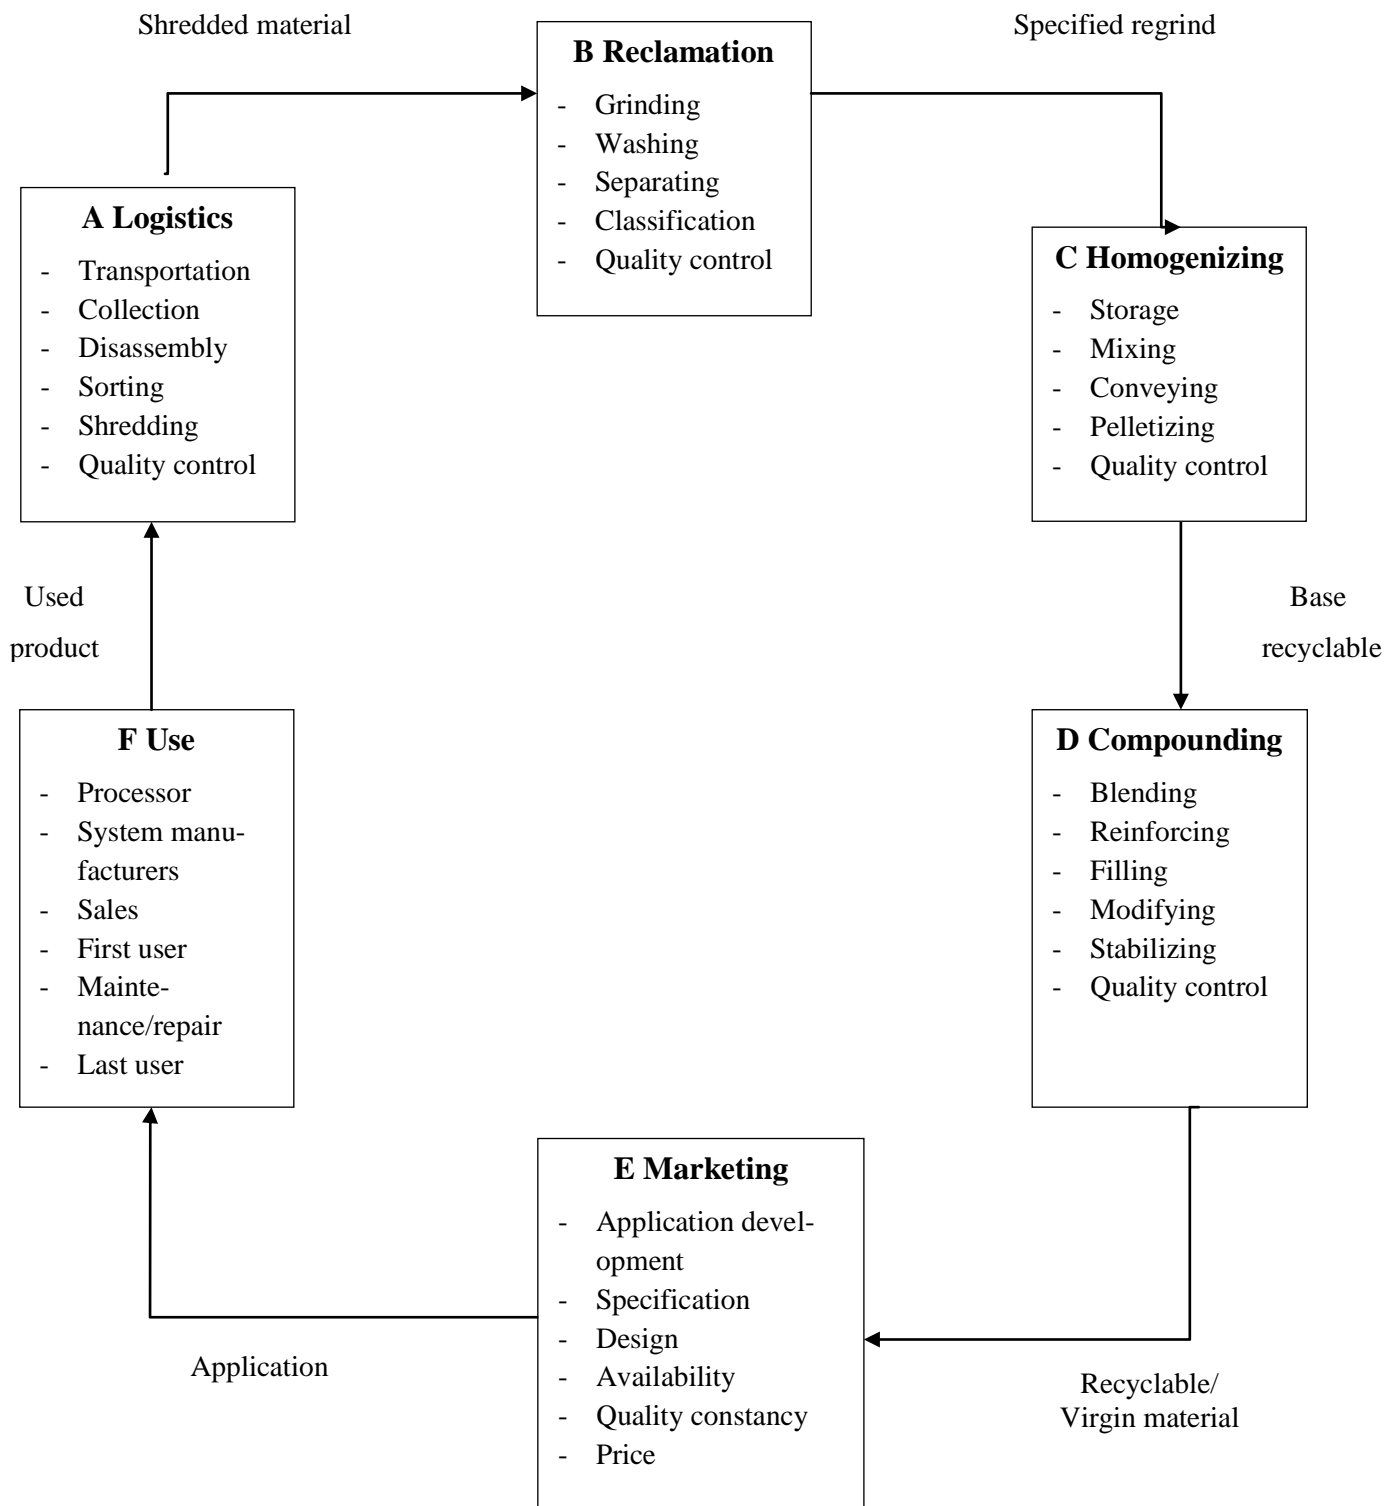 Shredded material
Specified regrind
B Reclamation
- Grinding
- Washing
- Separating
- Classification
- Quality control
A Logistics
- Transportation
- Collection
- Disassembly
- Sorting
- Shredding
- Quality control
C Homogenizing
- Storage
- Mixing
- Conveying
- Pelletizing
- Quality control
Used
product
Base
recyclable
F Use
- Processor
- System manu-
facturers
- Sales
- First user
- Mainte-
nance/repair
- Last user
D Compounding
- Blending
- Reinforcing
- Filling
- Modifying
- Stabilizing
- Quality control
E Marketing
- Application devel-
opment
- Specification
- Design
- Availability
- Quality constancy
- Price
Application
Recyclable/
Virgin material